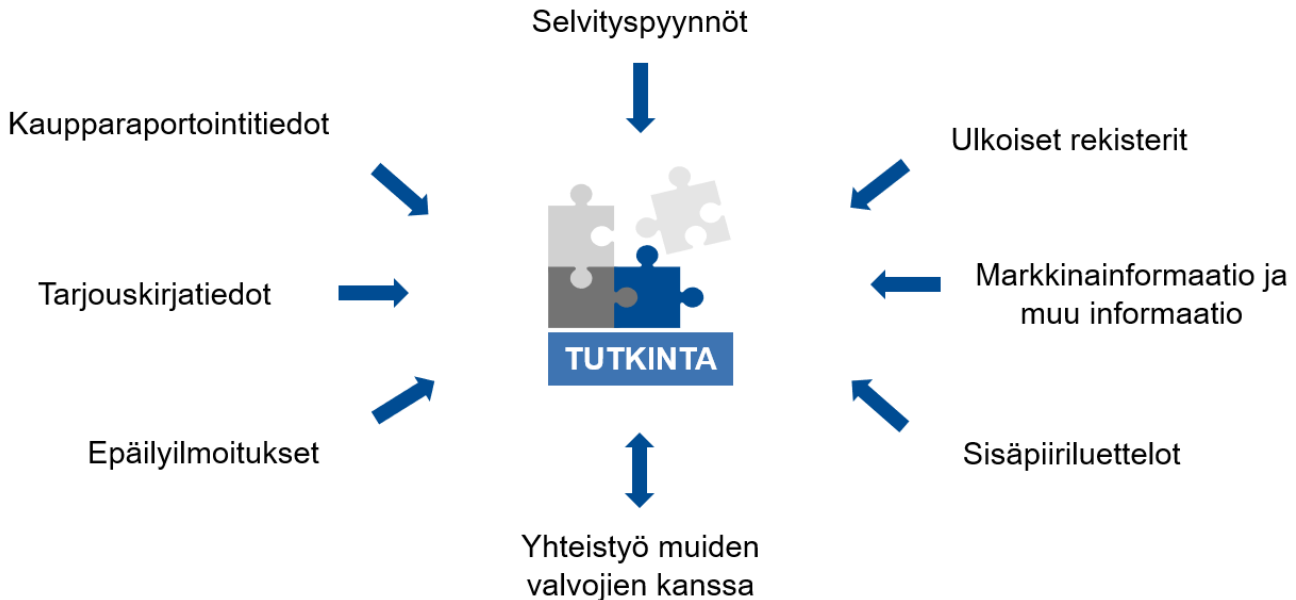 Selvityspyynnöt
Kaupparaportointitiedot
Ulkoiset rekisterit
Tarjouskirjatiedot
Markkinainformaatio ja
muu informaatio
TUTKINTA
Epäilyilmoitukset
Sisäpiiriluettelot
Yhteistyö muiden
valvojien kanssa